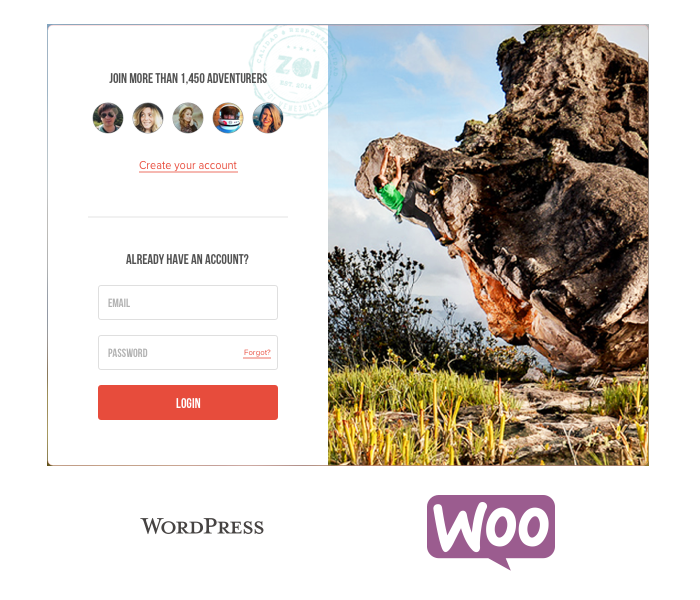 ZOI
EST. 2014
JOIN MORE THAN 1,450 ADVENTURERS
Create your account
ALREADY HAVE AN ACCOUNT?
EMAIL
PASSWORD
Forgot?
LOGIN
WORDPRESS
WOO